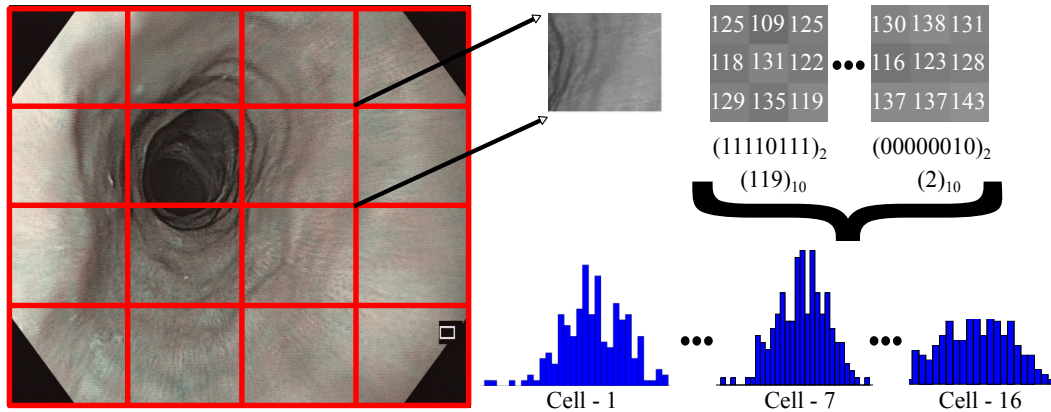 125 109 125
118 131 122
129 135 119
130 138 131
116 123 128
137 137 143
(11110111)₂
(00000010)₂
(119)₁₀
(2)₁₀
Cell - 1
Cell - 7
Cell - 16